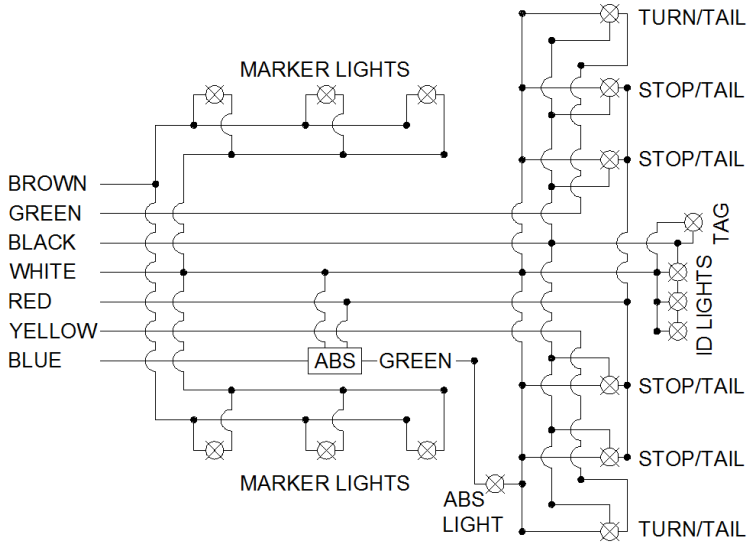 TURN/TAIL
MARKER LIGHTS
STOP/TAIL
STOP/TAIL
BROWN
GREEN
BLACK
WHITE
RED
YELLOW
BLUE
TAG
ID LIGHTS
ABS
GREEN
STOP/TAIL
STOP/TAIL
MARKER LIGHTS
ABS
LIGHT
TURN/TAIL